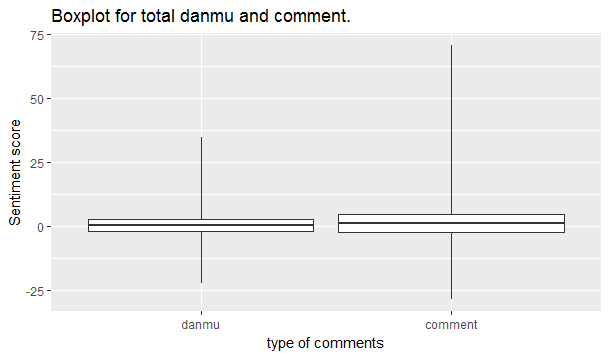 Boxplot for total danmu and comment.
75
50
25
0
-25
Sentiment score
danmu
comment
type of comments